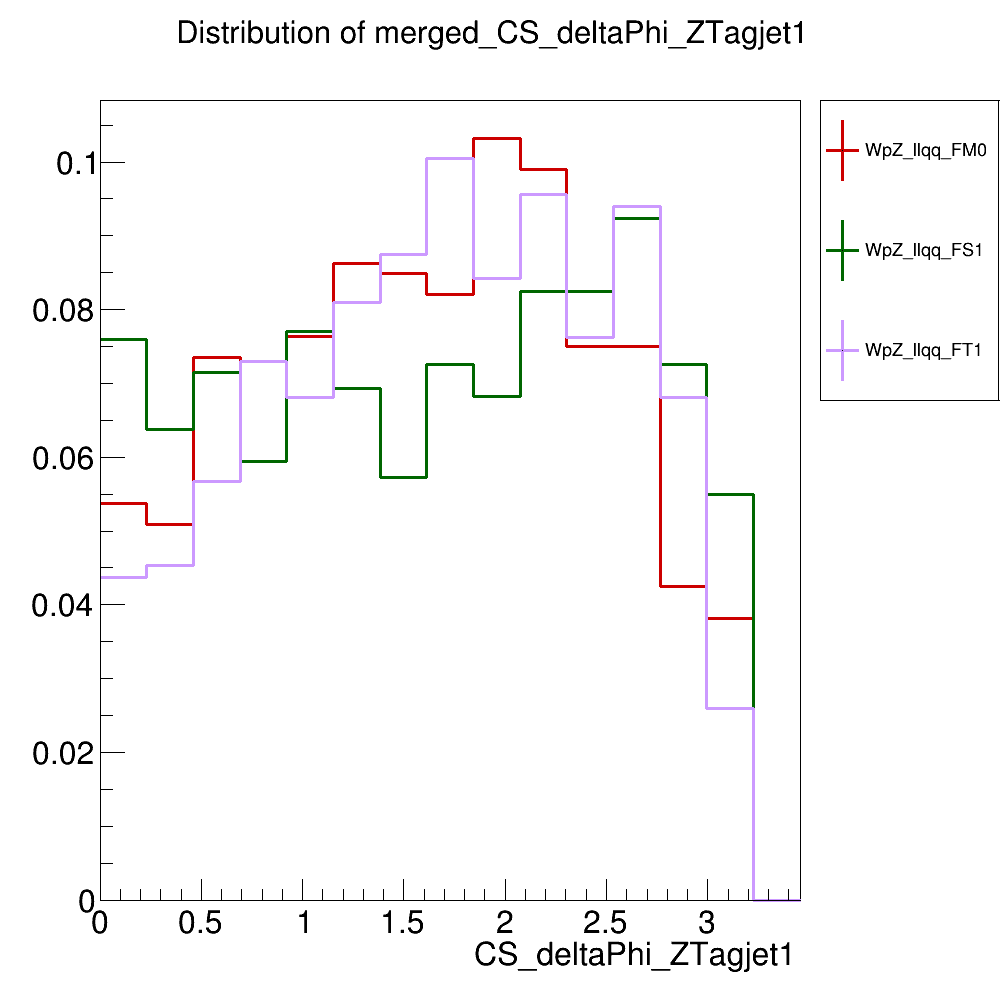 Distribution of merged_CS_deltaPhi_ZTagjet1
0.1
0.08
0.06
0.04
0.02
0
0 0.5 1 1.5 2 2.5 3
CS_deltaPhi_ZTagjet1
WpZ_llqq_FM0
WpZ_llqq_FS1
WpZ_llqq_FT1